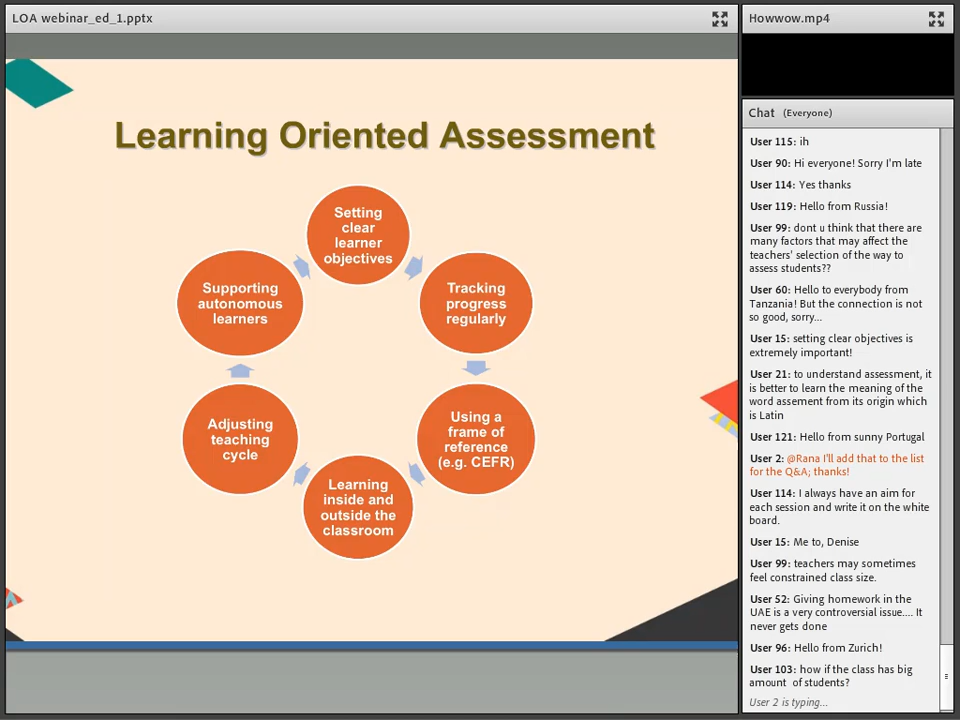 LOA webinar_ed_1.pptx
Learning Oriented Assessment
Setting
clear
learner
objectives
Tracking
progress
regularly
Using a
frame of
reference
(e.g. CEFR)
Learning
inside and
outside the
classroom
Adjusting
teaching
cycle
Supporting
autonomous
learners
Howwow.mp4
Chat (Everyone)
User 115: ih
User 90: Hi everyone! Sorry I'm late
User 114: Yes thanks
User 119: Hello from Russia!
User 99: dont u think that there are
many factors that may affect the
teachers' selection of the way to
assess students??
User 60: Hello to everybody from
Tanzania! But the connection is not
so good, sorry...
User 15: setting clear objectives is
extremely important!
User 21: to understand assessment, it
is better to learn the meaning of the
word assement from its origin which
is Latin
User 121: Hello from sunny Portugal
User 2: @Rana I'll add that to the list
for the Q&A; thanks!
User 114: I always have an aim for
each session and write it on the white
board.
User 15: Me to, Denise
User 99: teachers may sometimes
feel constrained class size.
User 52: Giving homework in the
UAE is a very controversial issue.... It
never gets done
User 96: Hello from Zurich!
User 103: how if the class has big
amount of students?
User 2 is typing...